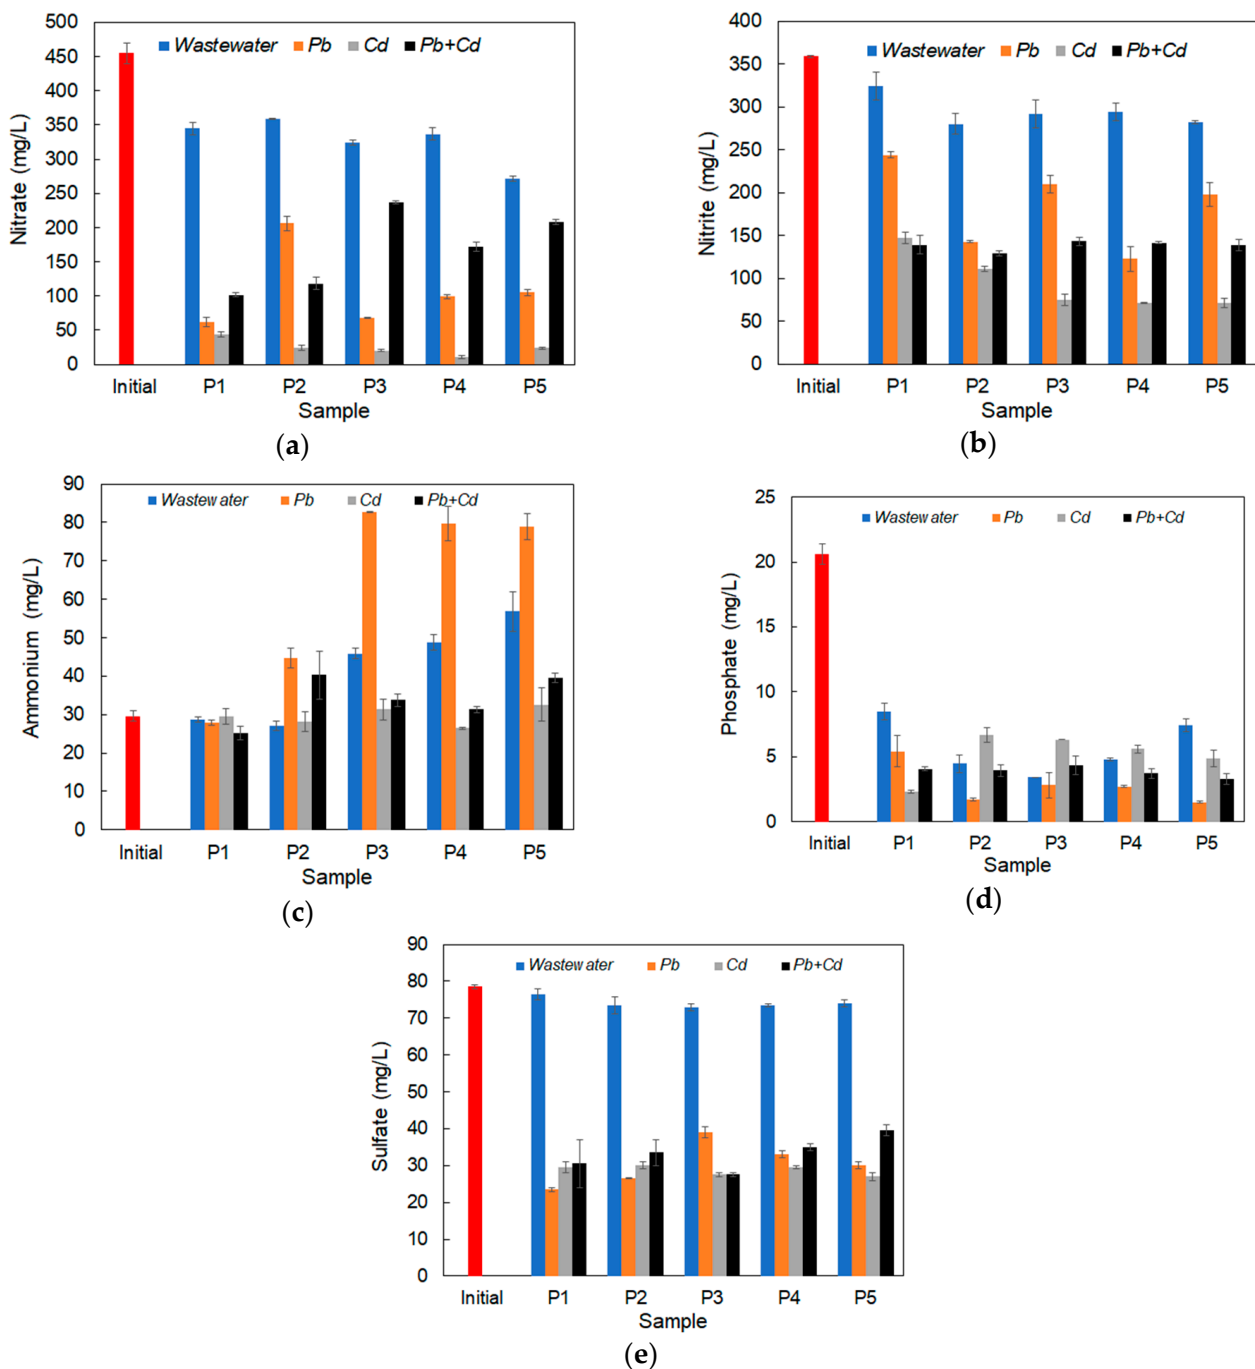 Nitrate (mg/L)
500
450
400
350
300
250
200
150
100
50
0
Wastewater Pb Cd Pb+Cd
Initial P1 P2 P3 P4 P5
Sample
(a)
Nitrite (mg/L)
400
350
300
250
200
150
100
50
0
Wastewater Pb Cd Pb+Cd
Initial P1 P2 P3 P4 P5
Sample
(b)
Ammonium (mg/L)
90
80
70
60
50
40
30
20
10
0
Wastewater Pb Cd Pb+Cd
Initial P1 P2 P3 P4 P5
Sample
(c)
Phosphate (mg/L)
25
20
15
10
5
0
Wastewater Pb Cd Pb+Cd
Initial P1 P2 P3 P4 P5
Sample
(d)
Sulfate (mg/L)
90
80
70
60
50
40
30
20
10
0
Wastewater Pb Cd Pb+Cd
Initial P1 P2 P3 P4 P5
Sample
(e)